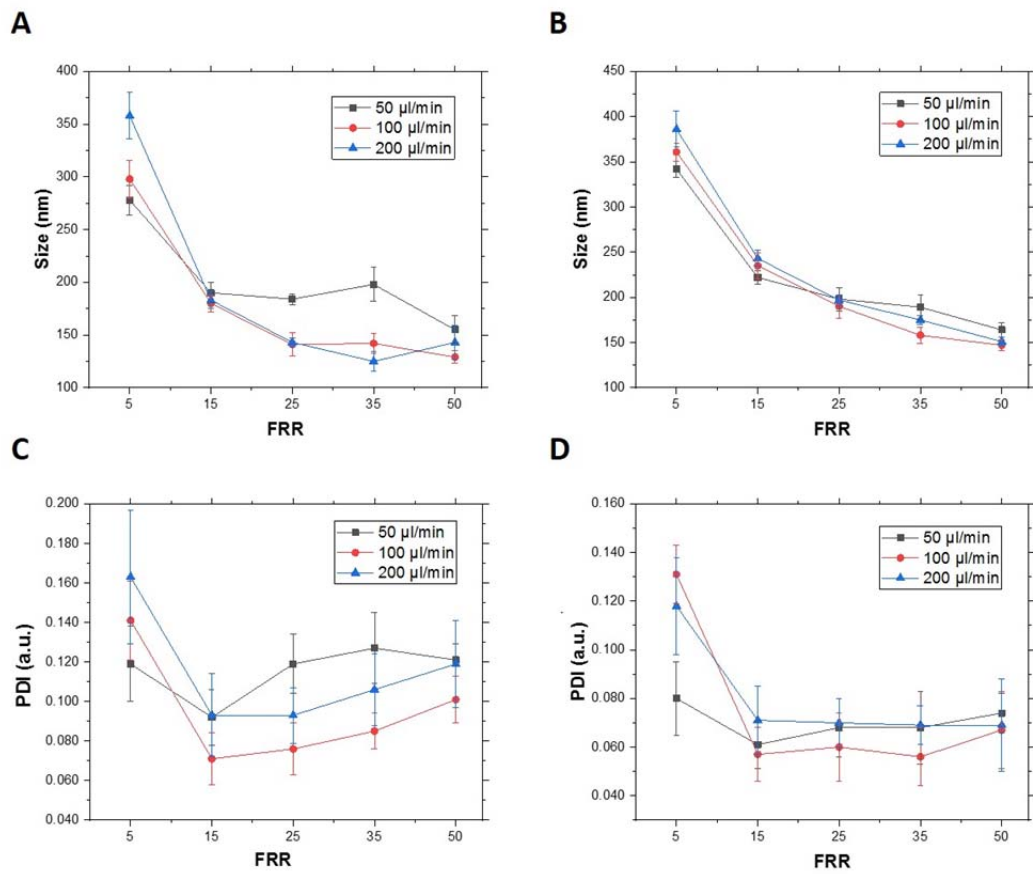 A
400
350
300
250
200
150
100
Size (nm)
50 µl/min
100 µl/min
200 µl/min
5 15 25 35 50
FRR
B
450
400
350
300
250
200
150
100
Size (nm)
50 µl/min
100 µl/min
200 µl/min
5 15 25 35 50
FRR
C
0.200
0.180
0.160
0.140
0.120
0.100
0.080
0.060
0.040
PDI (a.u.)
50 µl/min
100 µl/min
200 µl/min
5 15 25 35 50
FRR
D
0.160
0.140
0.120
0.100
0.080
0.060
0.040
PDI (a.u.)
50 µl/min
100 µl/min
200 µl/min
5 15 25 35 50
FRR